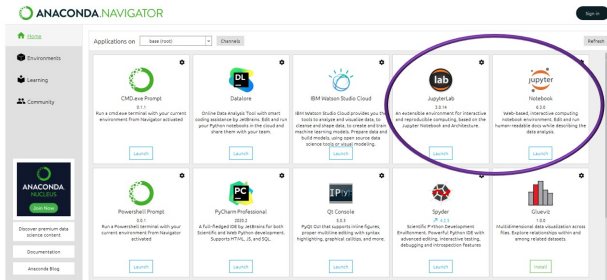 ANACONDA.NAVIGATOR
Sign in
Home
Environments
Learning
Community
ANACONDA.
NUCLEUS
Join Now
Discover premium data
science content
Documentation
Anaconda Blog
Applications on
base (root)
Channels
Refresh
CMD.exe Prompt
0.1.1
Run a cmd.exe terminal with your current
environment from Navigator activated
Launch
DL
Datalore
Online Data Analysis Tool with smart
coding assistance by JetBrains. Edit and run
your Python notebooks in the cloud and
share them with your team.
Launch
IBM Watson Studio Cloud
IBM Watson Studio Cloud provides you the
tools to analyze and visualize data, to
cleanse and shape data, to create and train
machine learning models. Prepare data and
build models, using open source data
science tools or visual modeling.
Launch
lab
JupyterLab
3.0.14
An extensible environment for interactive
and reproducible computing, based on the
Jupyter Notebook and Architecture.
Launch
jupyter
Notebook
6.3.0
Web-based, interactive computing
notebook environment. Edit and run
human-readable docs while describing the
data analysis.
Launch
Powershell Prompt
0.0.1
Run a Powershell terminal with your
current environment from Navigator
activated
Launch
PC
PyCharm Professional
2020.2
A full-fledged IDE by JetBrains for both
Scientific and Web Python development.
Supports HTML, JS, and SQL.
Launch
IP[y]:
Qt Console
5.0.3
PyQt GUI that supports inline figures,
proper multiline editing with syntax
highlighting, graphical calltips, and more.
Launch
Spyder
4.2.5
Scientific PYthon Development
EnviRonment. Powerful Python IDE with
advanced editing, interactive testing,
debugging and introspection features
Launch
Glueviz
1.0.0
Multidimensional data visualization across
files. Explore relationships within and
among related datasets.
Install